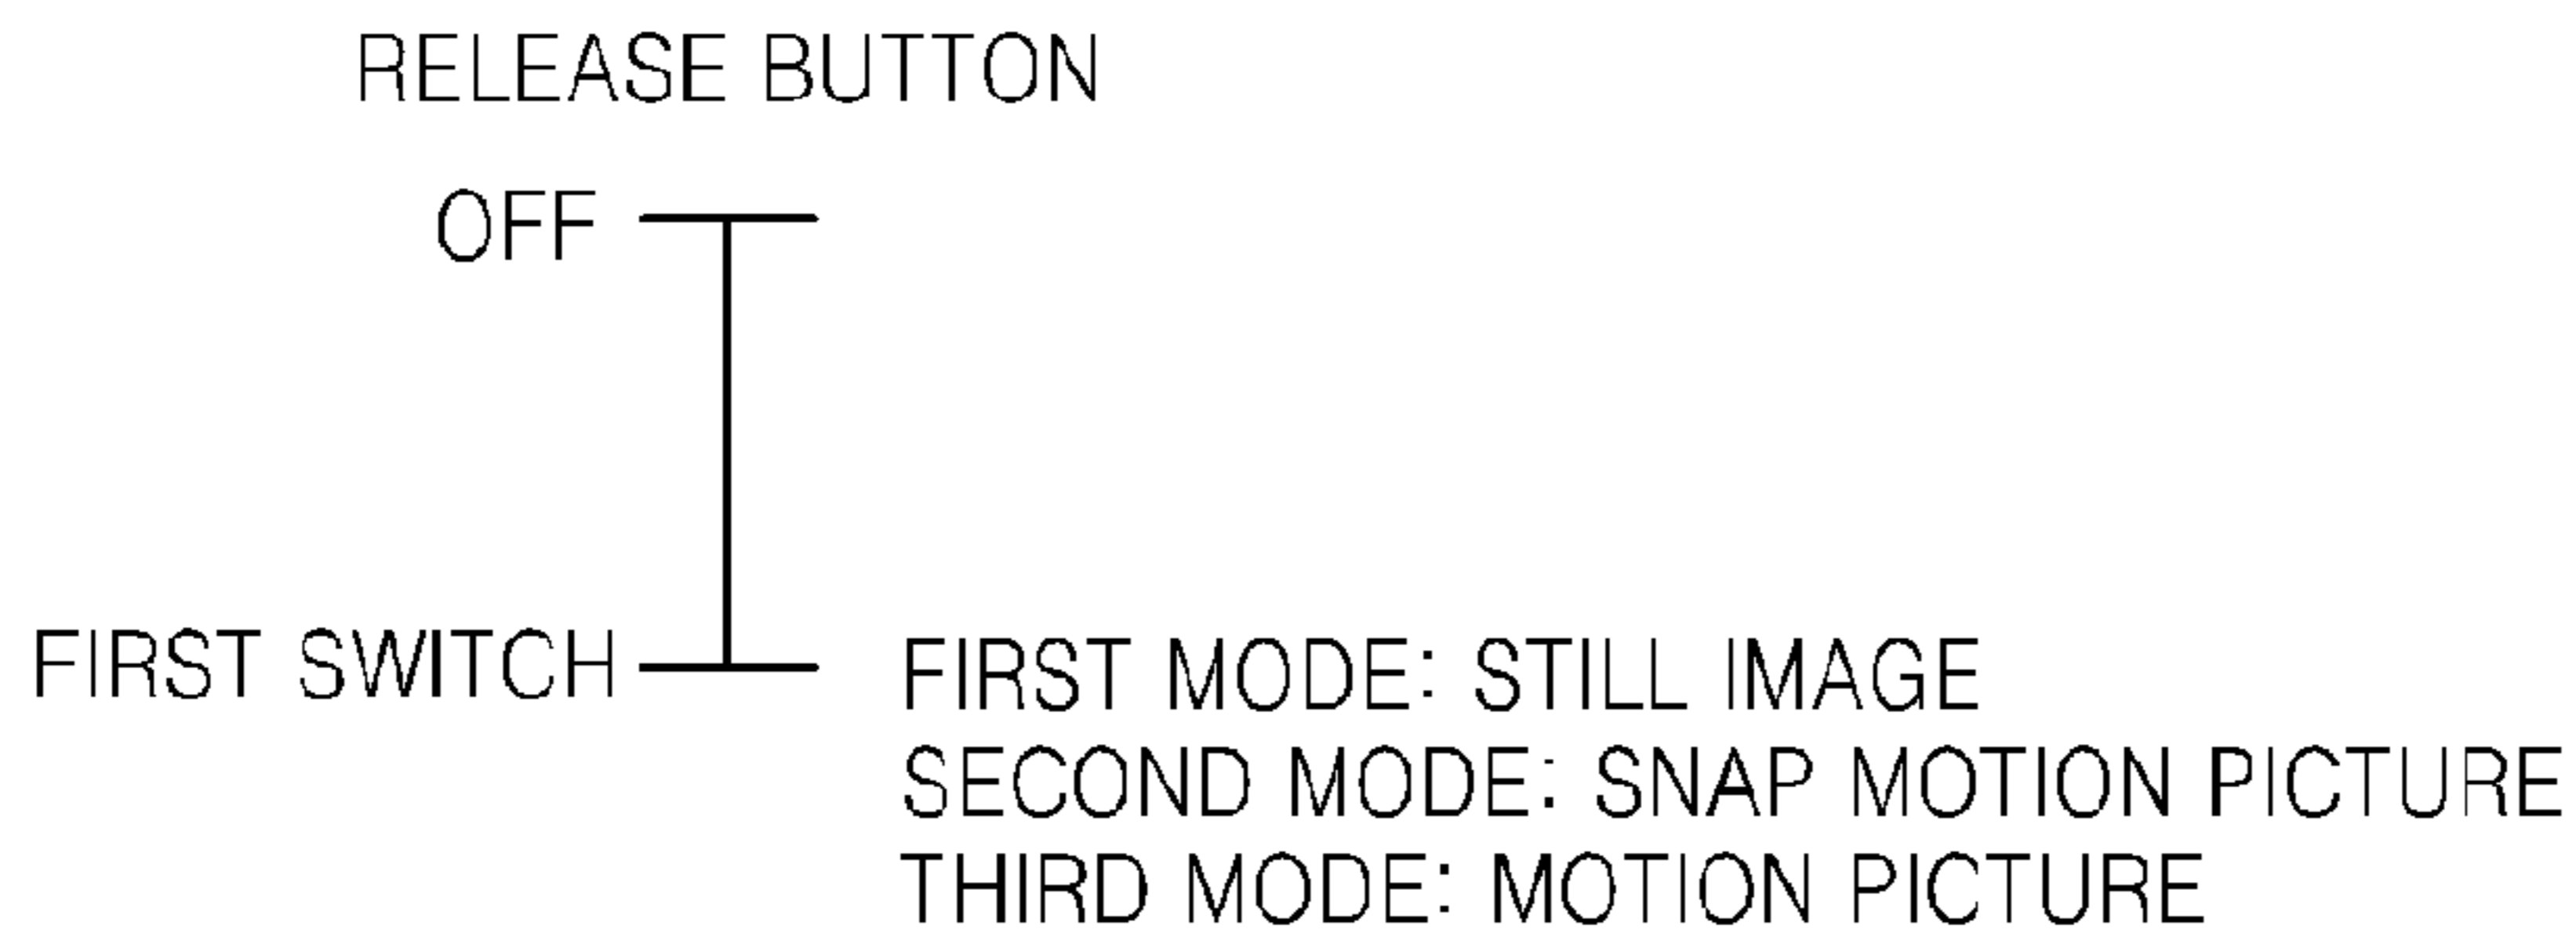 RELEASE BUTTON
OFF
FIRST SWITCH
FIRST MODE: STILL IMAGE
SECOND MODE: SNAP MOTION PICTURE
THIRD MODE: MOTION PICTURE